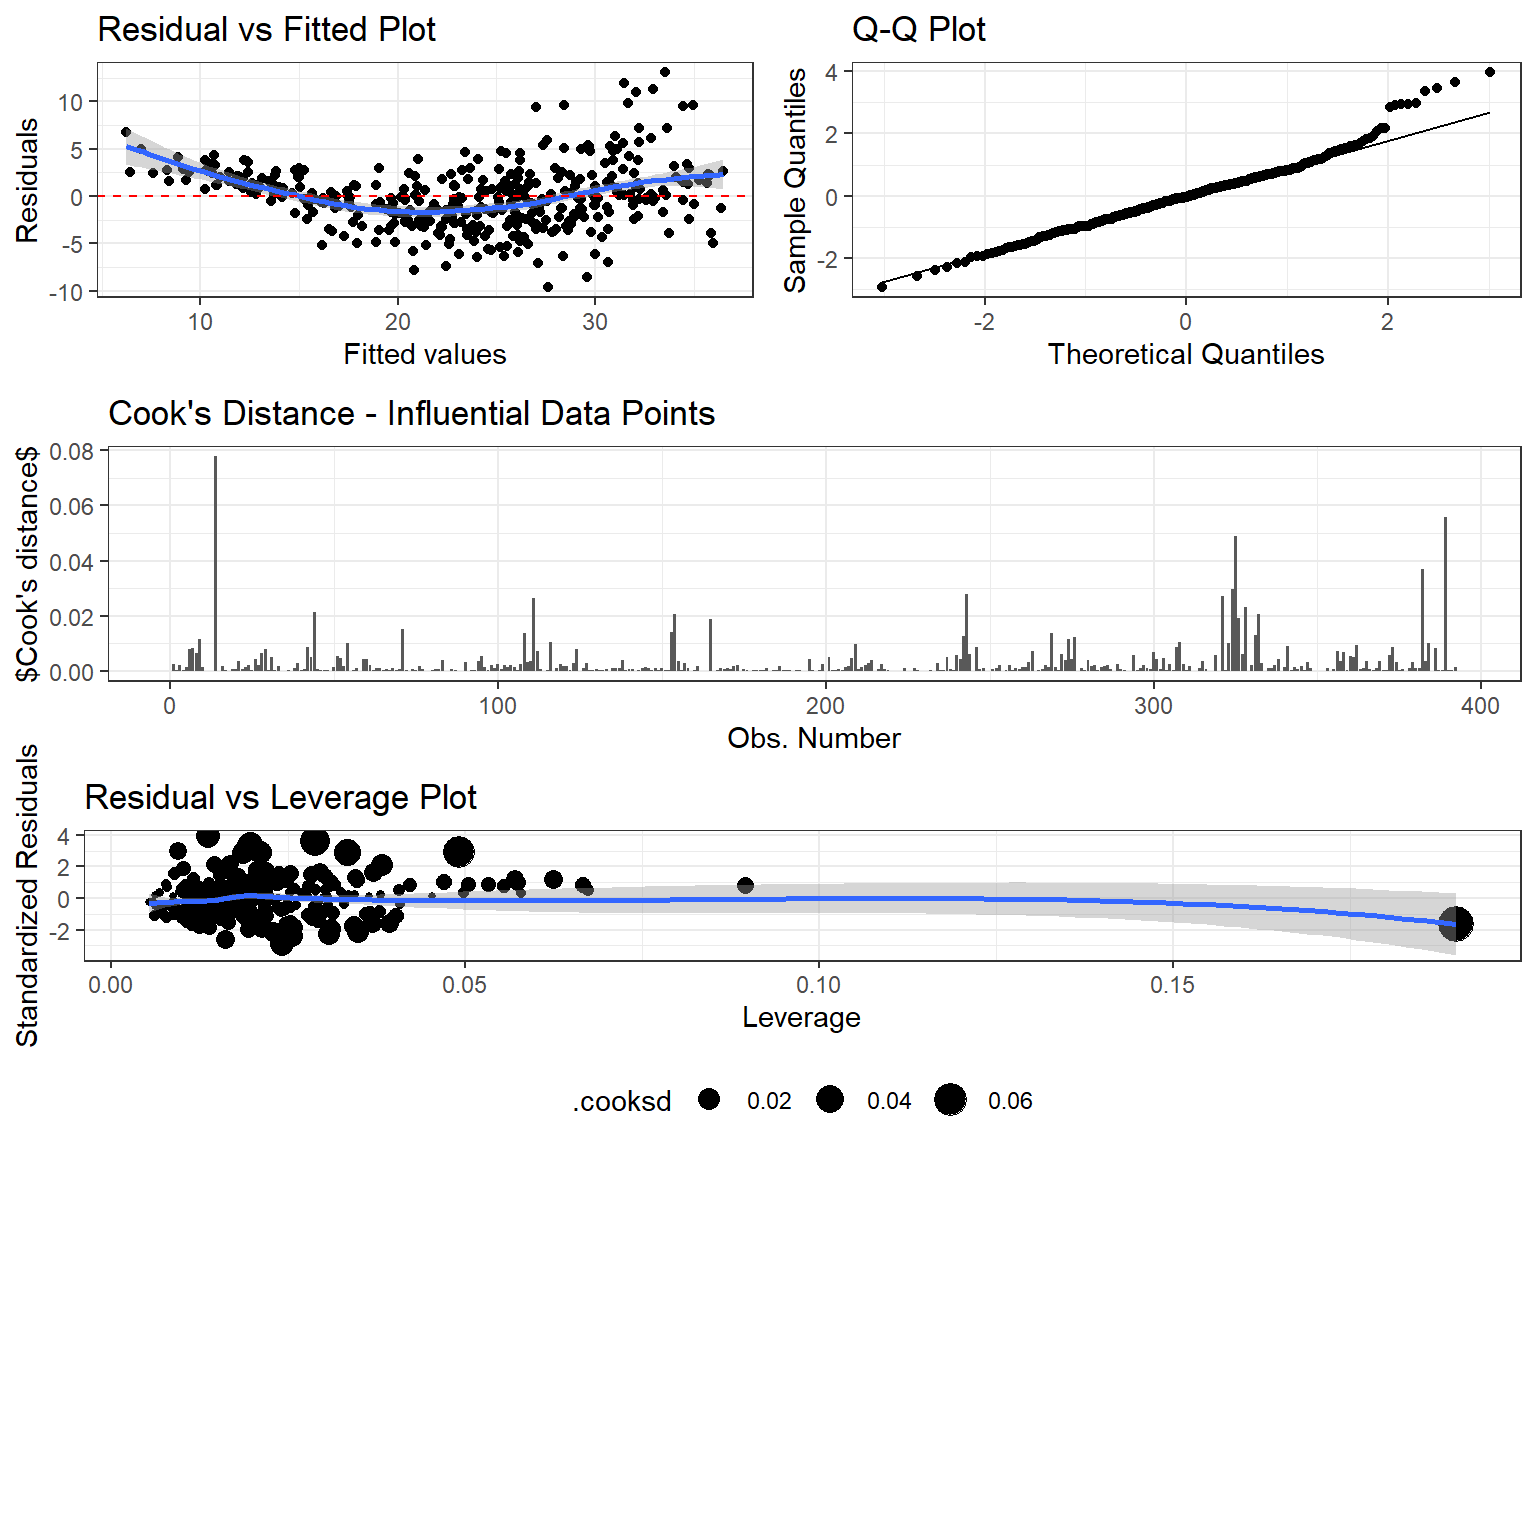 Residual vs Fitted Plot
Residuals
10
5
0
-5
-10
10 20 30
Fitted values
Q-Q Plot
Sample Quantiles
4
2
0
-2
-2 0 2
Theoretical Quantiles
Cook's Distance - Influential Data Points
$Cook's distance$
0.08
0.06
0.04
0.02
0.00
0 100 200 300 400
Obs. Number
Residual vs Leverage Plot
Standardized Residuals
4
2
0
-2
0.00 0.05 0.10 0.15
Leverage
.cooksd 0.02 0.04 0.06